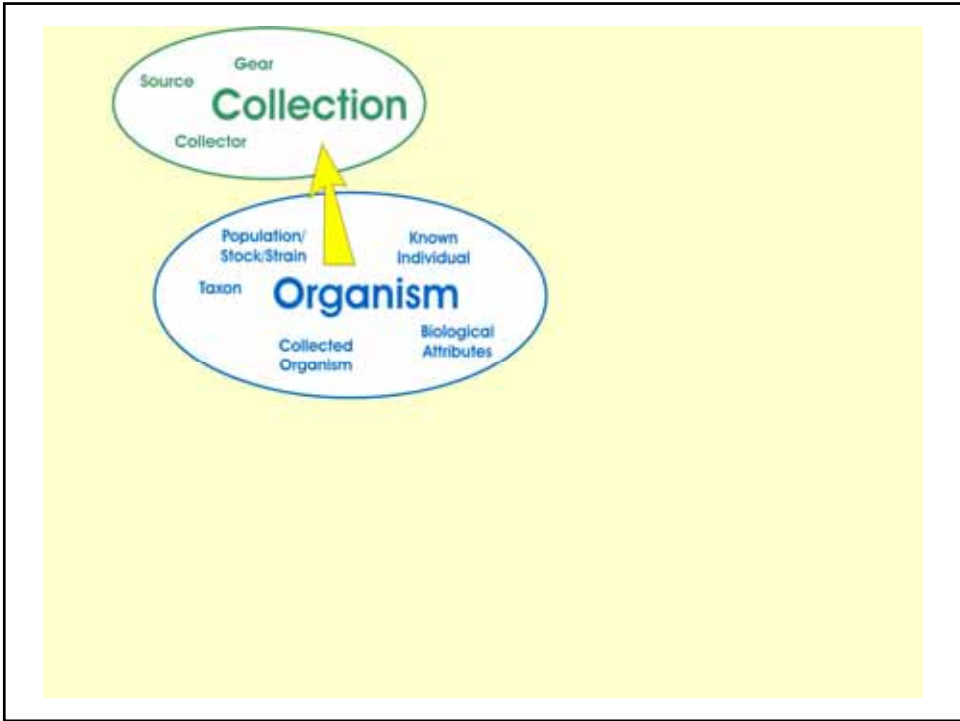 Gear
Source
Collection
Collector
Population/
Stock/Strain
Known
Individual
Taxon
Organism
Biological
Attributes
Collected
Organism